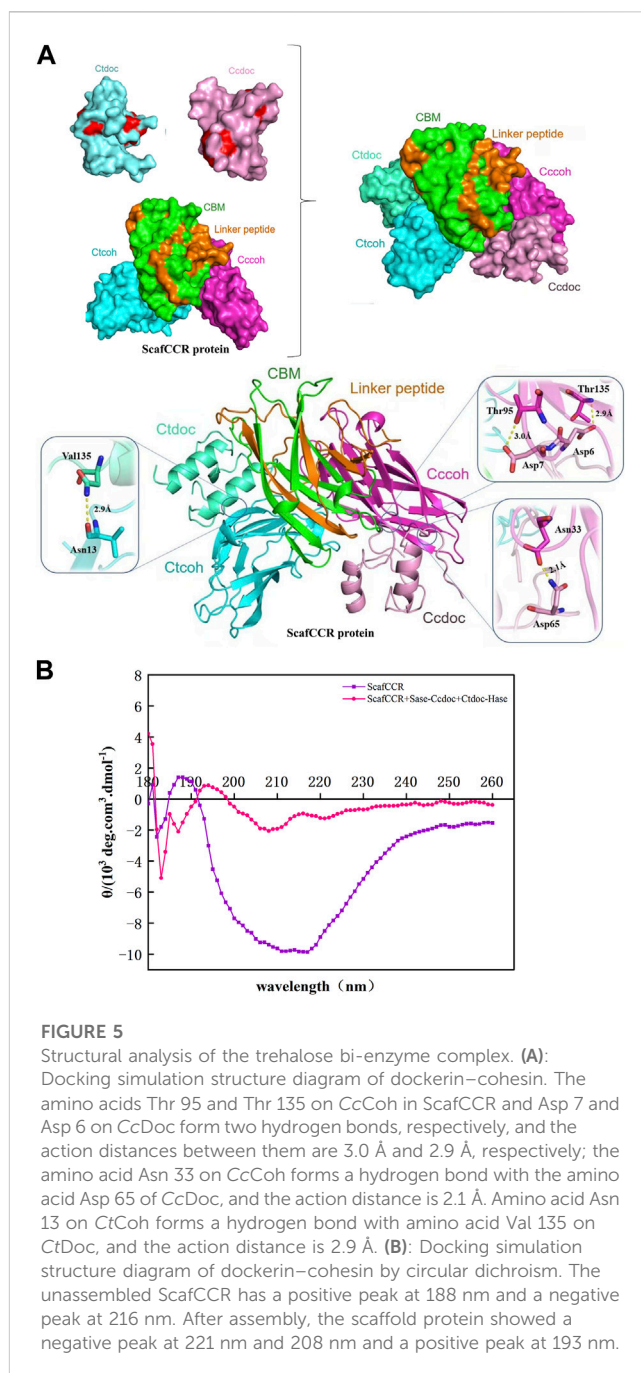 A
Ctdoc
Ccdoc
CBM
Linker peptide
Ctcoh
Cccoh
ScafCCR protein
CBM
Linker peptide
Ctdoc
Cccoh
Ctcoh
Ccdoc
CBM
Linker peptide
Ctdoc
Cccoh
Ctcoh
Ccdoc
ScafCCR protein
Val135
2.9Å
Asn13
Thr135
Thr95
2.9Å
3.0Å
Asp7
Asp6
Asn33
2.1Å
Asp65
B
ScafCCR
ScafCCR+Sase-Ccdoc+Ctdoc-Hase
8
6
4
2
0
−2
−4
−6
−8
−10
180 190 200 210 220 230 240 250 260
θ/(10³ deg.com³.dmol⁻¹)
wavelength（nm）
FIGURE 5
Structural analysis of the trehalose bi-enzyme complex. (A):
Docking simulation structure diagram of dockerin–cohesin. The
amino acids Thr 95 and Thr 135 on CcCoh in ScafCCR and Asp 7 and
Asp 6 on CcDoc form two hydrogen bonds, respectively, and the
action distances between them are 3.0 Å and 2.9 Å, respectively; the
amino acid Asn 33 on CcCoh forms a hydrogen bond with the amino
acid Asp 65 of CcDoc, and the action distance is 2.1 Å. Amino acid Asn
13 on CtCoh forms a hydrogen bond with amino acid Val 135 on
CtDoc, and the action distance is 2.9 Å. (B): Docking simulation
structure diagram of dockerin–cohesin by circular dichroism. The
unassembled ScafCCR has a positive peak at 188 nm and a negative
peak at 216 nm. After assembly, the scaffold protein showed a
negative peak at 221 nm and 208 nm and a positive peak at 193 nm.